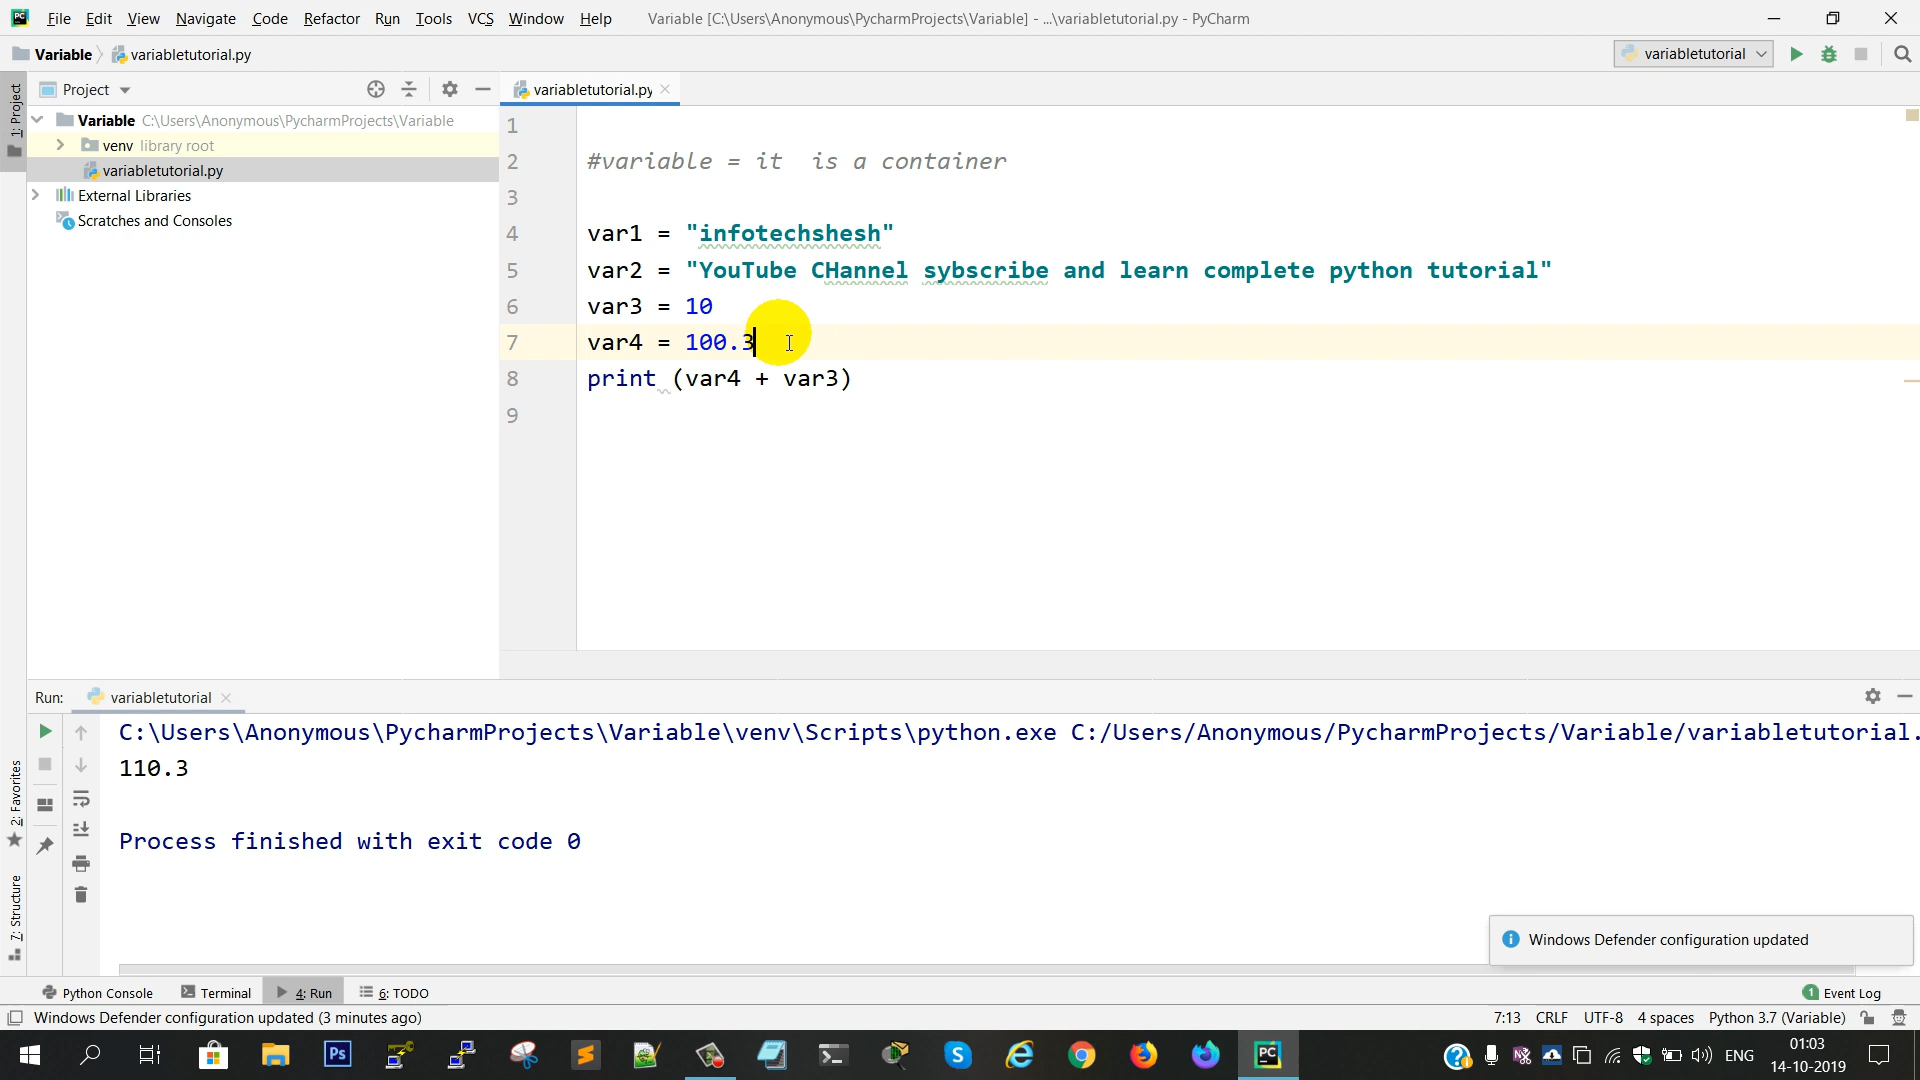 File Edit View Navigate Code Refactor Run Tools VCS Window Help Variable [C:\Users\Anonymous\PycharmProjects\Variable] - ...\variabletutorial.py - PyCharm
Variable variabletutorial.py variabletutorial
1: Project Project variabletutorial.py
Variable C:\Users\Anonymous\PycharmProjects\Variable
venv library root
variabletutorial.py
External Libraries
Scratches and Consoles
1
2 #variable = it  is a container
3
4 var1 = "infotechshesh"
5 var2 = "YouTube CHannel sybscribe and learn complete python tutorial"
6 var3 = 10
7 var4 = 100.3
8 print (var4 + var3)
9
Run: variabletutorial
C:\Users\Anonymous\PycharmProjects\Variable\venv\Scripts\python.exe C:/Users/Anonymous/PycharmProjects/Variable/variabletutorial.
110.3
Process finished with exit code 0
2: Favorites
7: Structure
Windows Defender configuration updated
Python Console Terminal 4: Run 6: TODO 1 Event Log
Windows Defender configuration updated (3 minutes ago) 7:13 CRLF UTF-8 4 spaces Python 3.7 (Variable)
Ps S PC ENG 01:03
14-10-2019